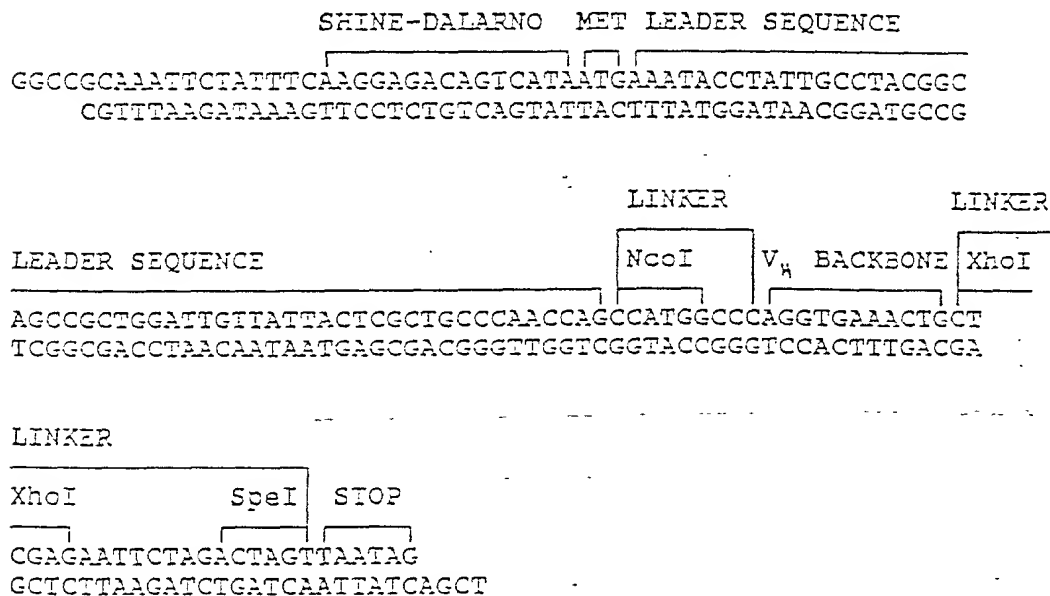 SHINE-DALARNO MET LEADER SEQUENCE
GGCCGCAAATTCTATTTCAAGGAGACAGTCATAATGAAATACCTATTGCCTACGGC
CGTTTAAGATAAAGTTCCTCTGTCAGTATTACTTTATGGATAACGGATGCCG
LINKER LINKER
LEADER SEQUENCE NcoI VH BACKBONE XhoI
AGCCGCTGGATTGTTATTACTCGCTGCCCAACCAGCCATGGCCCAGGTGAAACTGCT
TCGGCGACCTAACAATAATGAGCGACGGGTTGGTCGGTACCGGGTCCACTTTGACGA
LINKER
XhoI SpeI STOP
CGAGAATTCTAGACTAGTTAATAG
GCTCTTAAGATCTGATCAATTATCAGCT